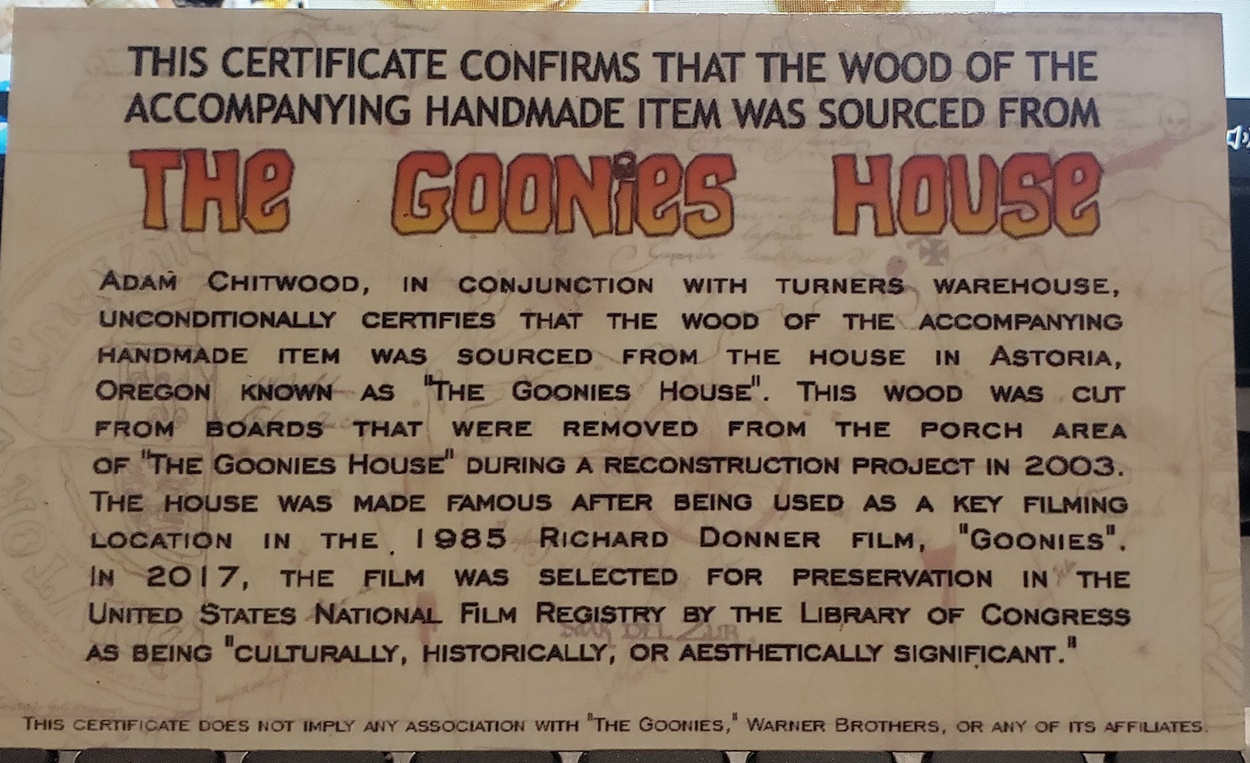 THIS CERTIFICATE CONFIRMS THAT THE WOOD OF THE
ACCOMPANYING HANDMADE ITEM WAS SOURCED FROM
THE GOONIES HOUSE
ADAM CHITWOOD, IN CONJUNCTION WITH TURNERS WAREHOUSE,
UNCONDITIONALLY CERTIFIES THAT THE WOOD OF THE ACCOMPANYING
HANDMADE ITEM WAS SOURCED FROM THE HOUSE IN ASTORIA,
OREGON KNOWN AS "THE GOONIES HOUSE". THIS WOOD WAS CUT
FROM BOARDS THAT WERE REMOVED FROM THE PORCH AREA
OF "THE GOONIES HOUSE" DURING A RECONSTRUCTION PROJECT IN 2003.
THE HOUSE WAS MADE FAMOUS AFTER BEING USED AS A KEY FILMING
LOCATION IN THE 1985 RICHARD DONNER FILM, "GOONIES".
IN 2017, THE FILM WAS SELECTED FOR PRESERVATION IN THE
UNITED STATES NATIONAL FILM REGISTRY BY THE LIBRARY OF CONGRESS
AS BEING "CULTURALLY, HISTORICALLY, OR AESTHETICALLY SIGNIFICANT."
THIS CERTIFICATE DOES NOT IMPLY ANY ASSOCIATION WITH "THE GOONIES," WARNER BROTHERS, OR ANY OF ITS AFFILIATES.